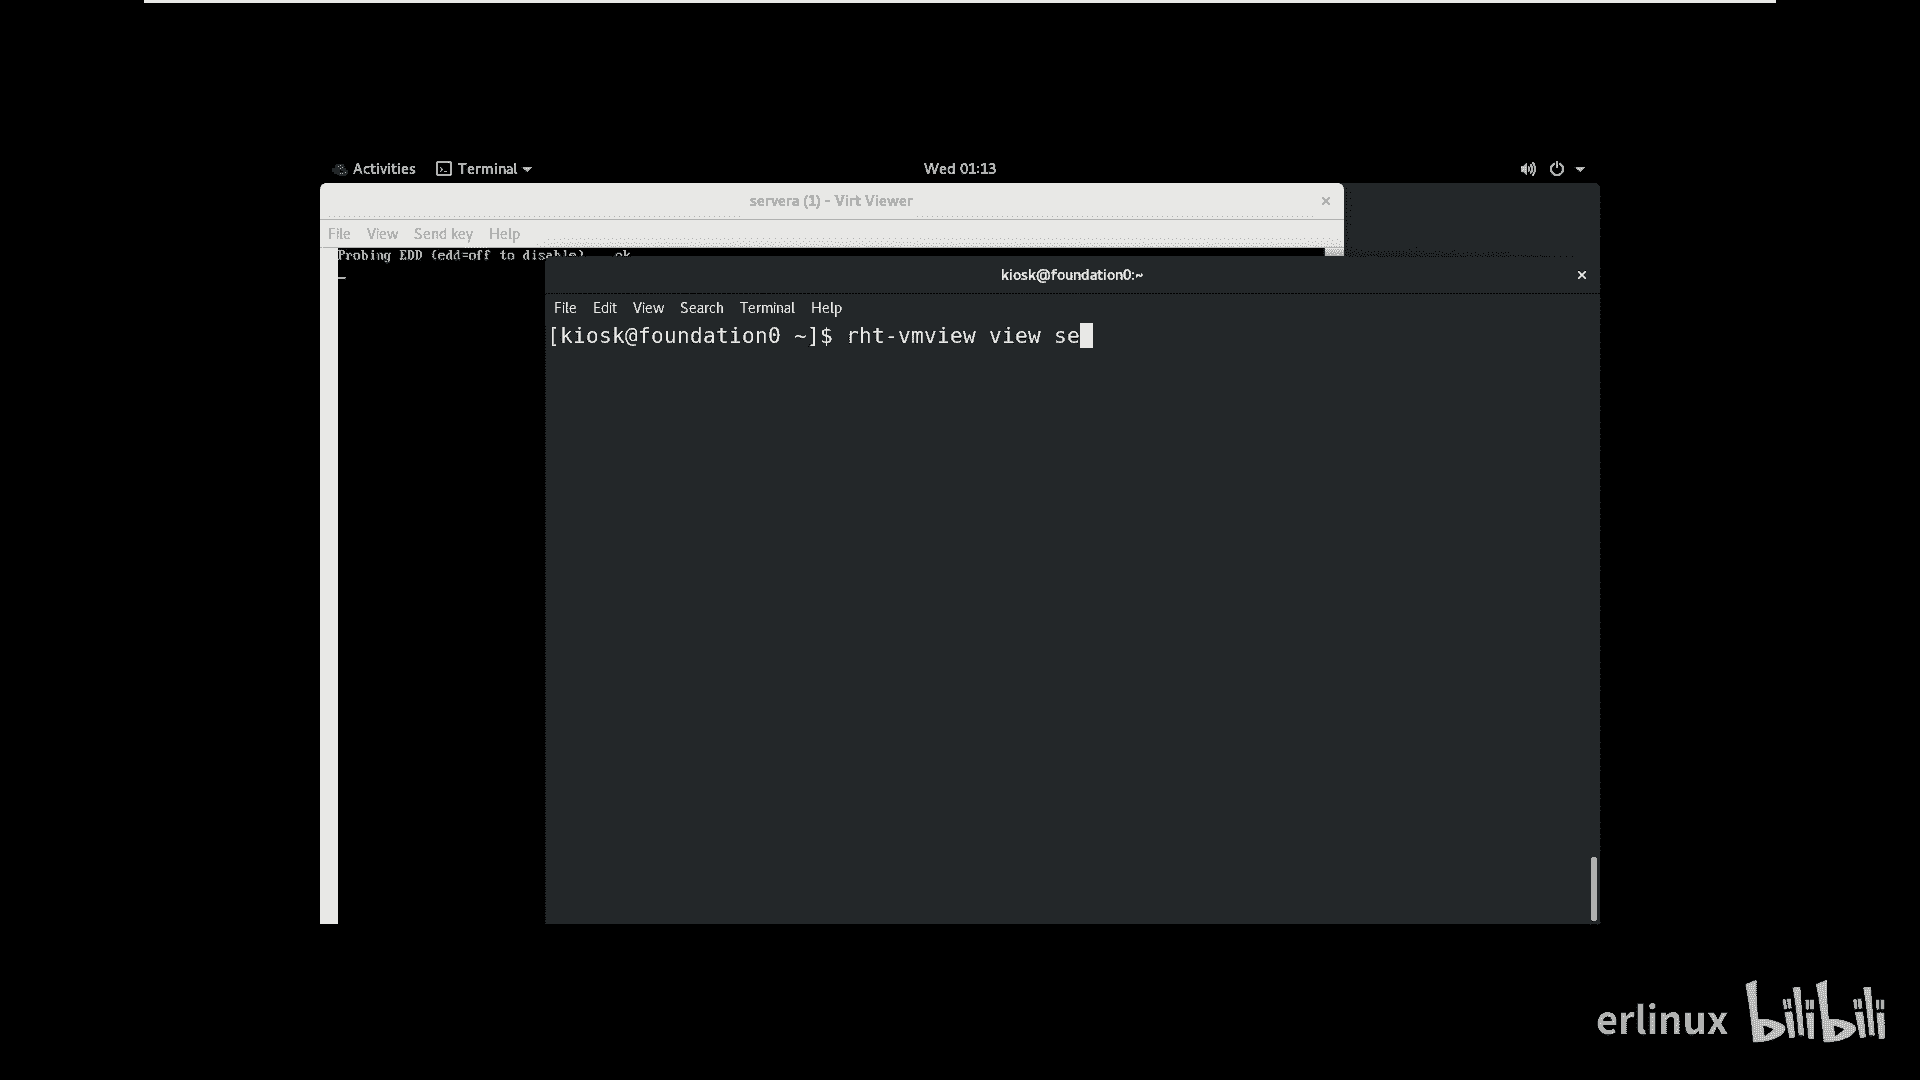 Activities Terminal Wed 01:13
servera (1) - Virt Viewer
File View Send key Help
Probing EDD (edd=off to disable)... ok
kiosk@foundation0:~
File Edit View Search Terminal Help
[kiosk@foundation0 ~]$ rht-vmview view se
erlinux bilibili